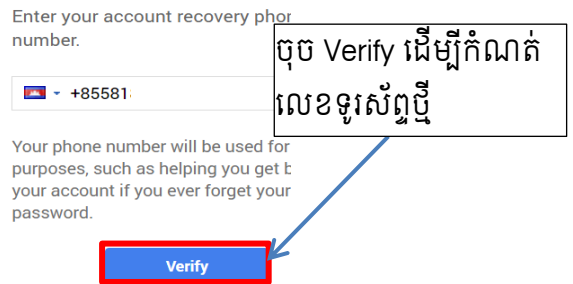 Enter your account recovery
number.
ចុច Verify ដើម្បីកំណត់
លេខទូរស័ព្ទថ្មី
+85581
Your phone number will be used for
purposes, such as helping you get
your account if you ever forget your
password.
Verify